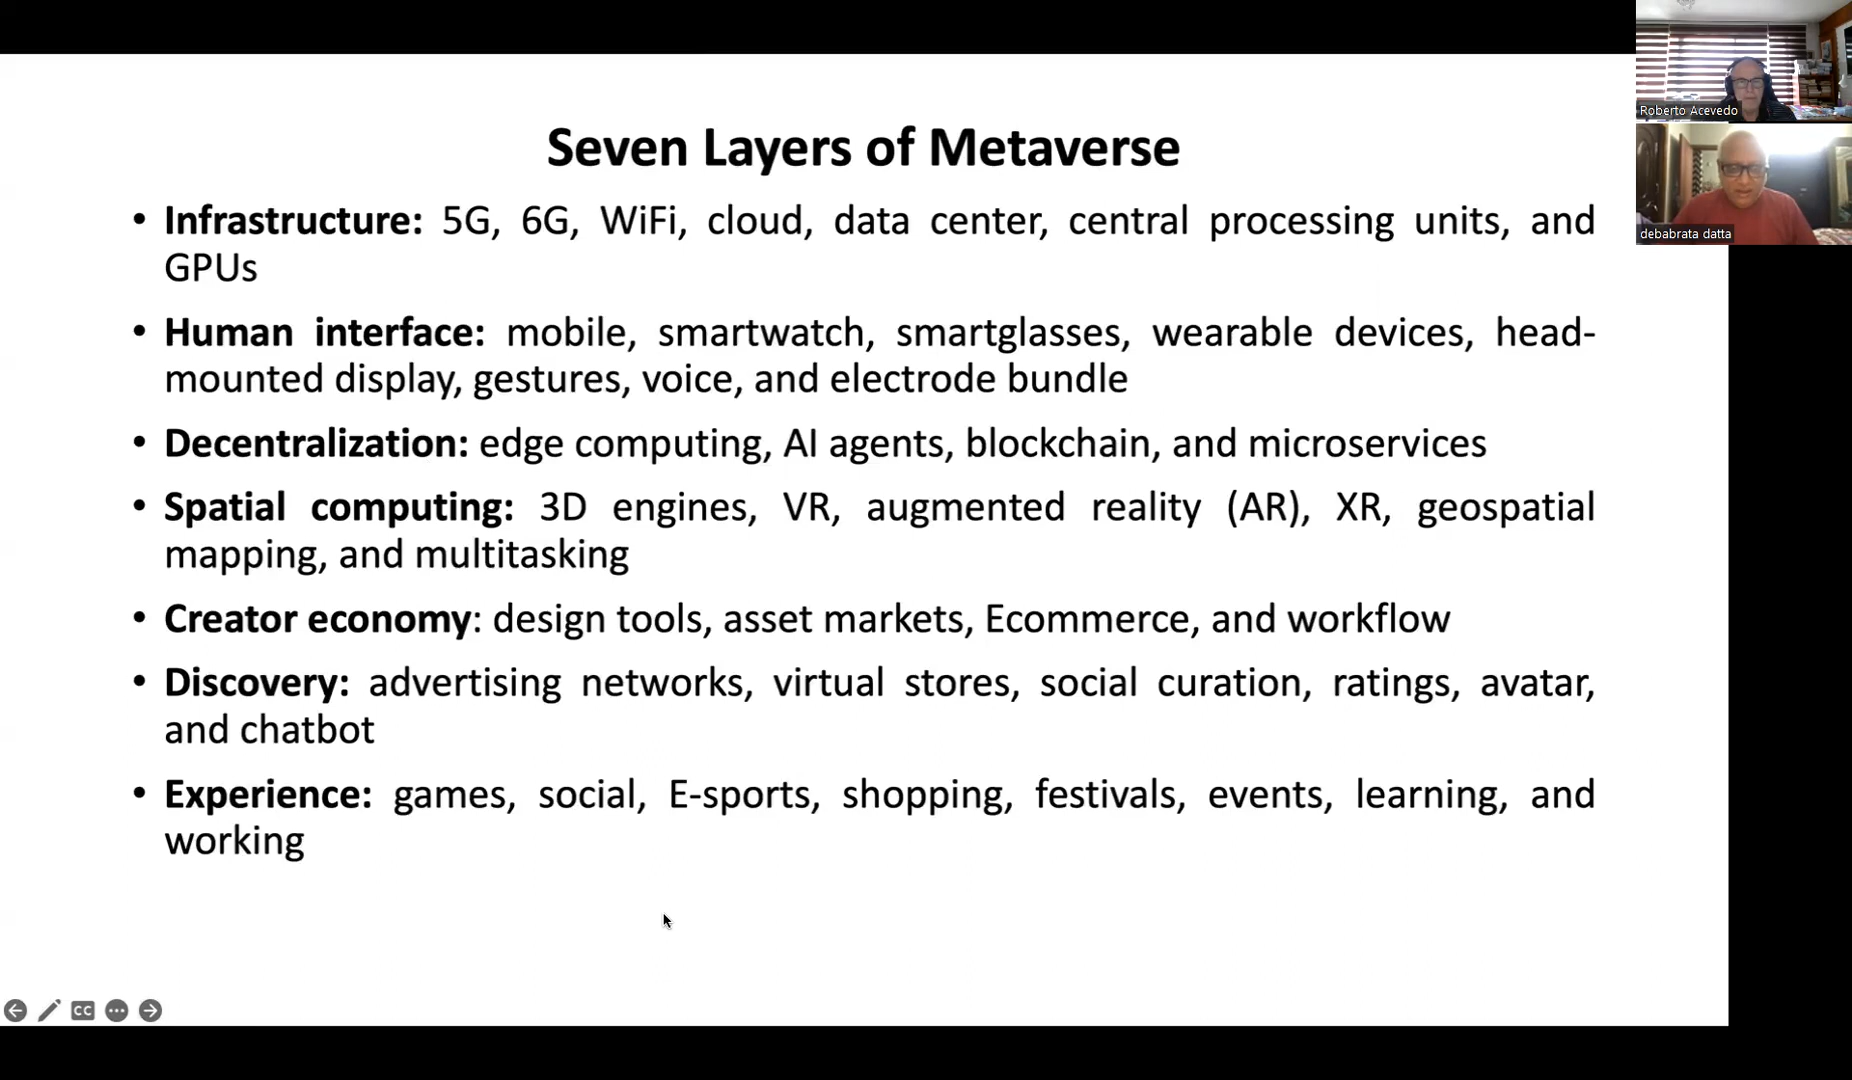 Seven Layers of Metaverse
• Infrastructure: 5G, 6G, WiFi, cloud, data center, central processing units, and
GPUs
• Human interface: mobile, smartwatch, smartglasses, wearable devices, head-
mounted display, gestures, voice, and electrode bundle
• Decentralization: edge computing, AI agents, blockchain, and microservices
• Spatial computing: 3D engines, VR, augmented reality (AR), XR, geospatial
mapping, and multitasking
• Creator economy: design tools, asset markets, Ecommerce, and workflow
• Discovery: advertising networks, virtual stores, social curation, ratings, avatar,
and chatbot
• Experience: games, social, E-sports, shopping, festivals, events, learning, and
working
Roberto Acevedo
debabrata datta
CC